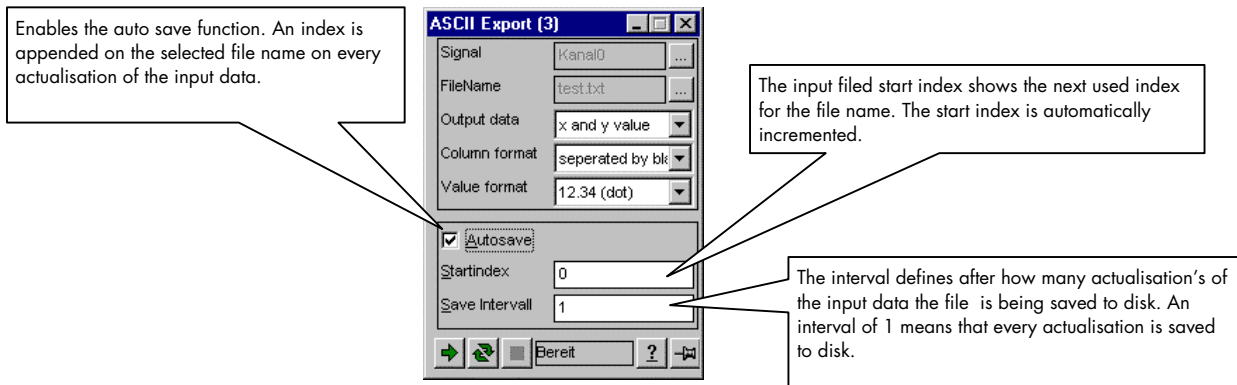 Enables the auto save function. An index is
appended on the selected file name on every
actualisation of the input data.
ASCII Export (3)
Signal
Kanal0
...
FileName
test.txt
...
Output data
x and y value
Column format
seperated by bla
Value format
12.34 (dot)
Autosave
Startindex
0
Save Intervall
1
Bereit
?
The input filed start index shows the next used index
for the file name. The start index is automatically
incremented.
The interval defines after how many actualisation's of
the input data the file is being saved to disk. An
interval of 1 means that every actualisation is saved
to disk.